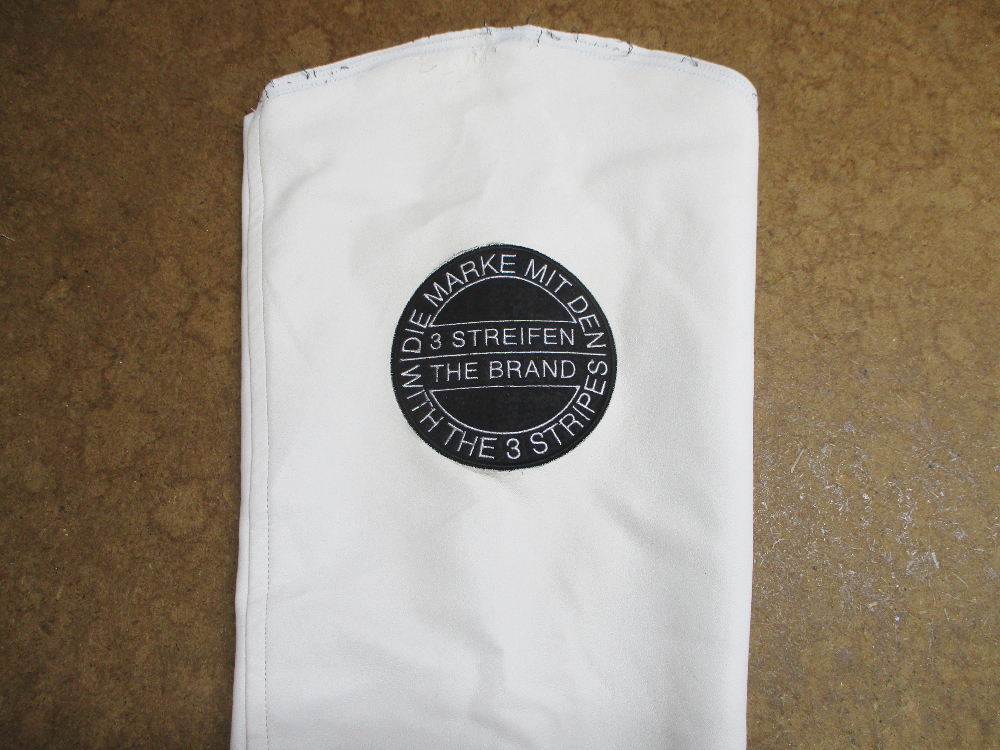 DIE MARKE MIT DEN
3 STREIFEN
THE BRAND
WITH THE 3 STRIPES